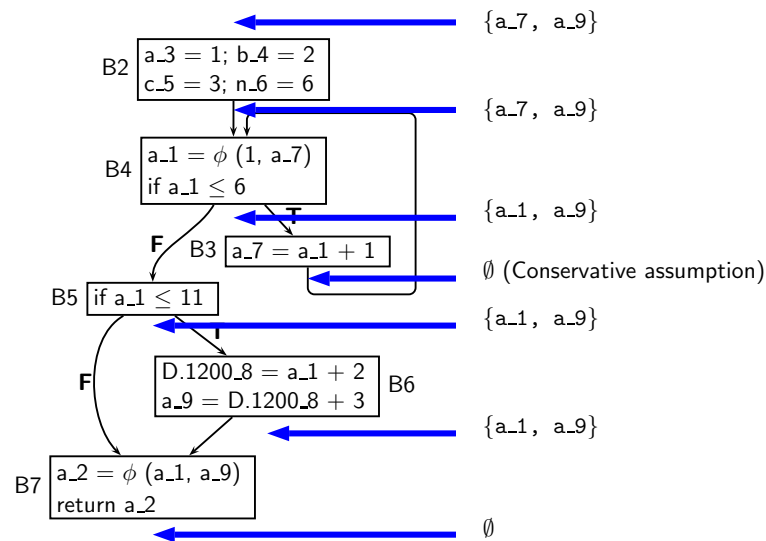 {a_7, a_9}
B2
a_3 = 1; b_4 = 2
c_5 = 3; n_6 = 6
{a_7, a_9}
B4
a_1 = ϕ (1, a_7)
if a_1 ≤ 6
{a_1, a_9}
T
F
B3
a_7 = a_1 + 1
∅ (Conservative assumption)
B5
if a_1 ≤ 11
{a_1, a_9}
T
F
D.1200_8 = a_1 + 2
a_9 = D.1200_8 + 3
B6
{a_1, a_9}
B7
a_2 = ϕ (a_1, a_9)
return a_2
∅